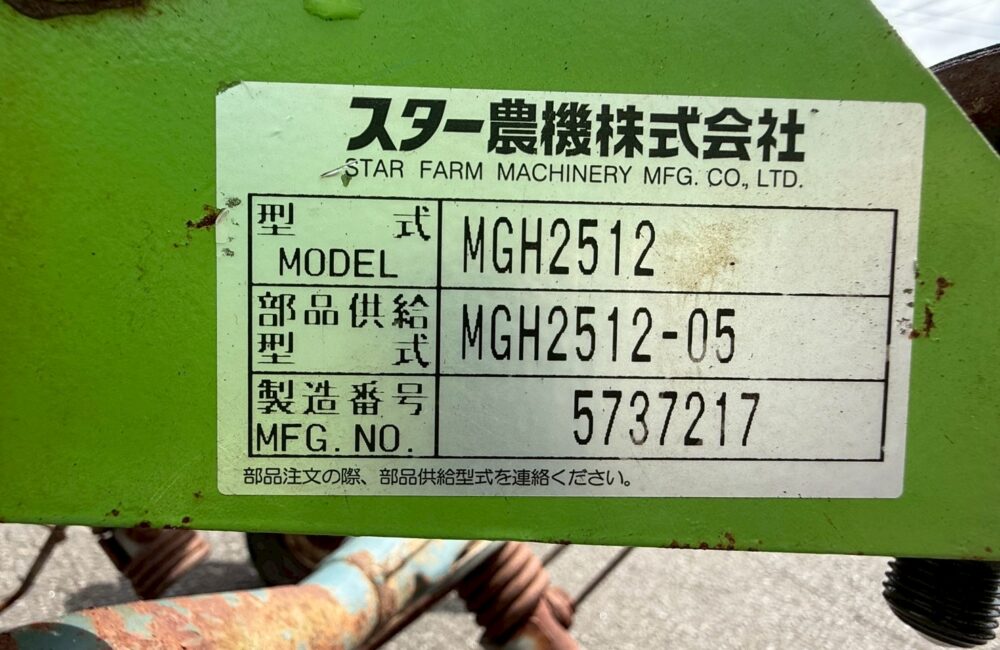 スター農機株式会社
STAR FARM MACHINERY MFG. CO., LTD.
型式
MODEL
MGH2512
部品供給
型式
MGH2512-05
製造番号
MFG. NO.
5737217
部品注文の際、部品供給型式を連絡ください。